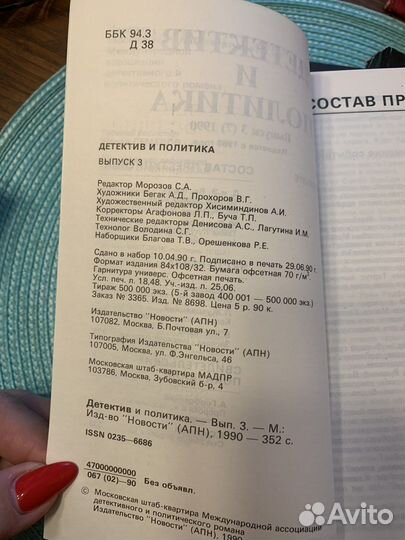 ББК 94.3
Д 38
ДЕТЕКТИВ И ПОЛИТИКА
ВЫПУСК 3
Редактор Морозов С.А.
Художники Бегак А.Д., Прохоров В.Г.
Художественный редактор Хисиминдинов А.И.
Корректоры Агафонова Л.П., Буча Т.П.
Технические редакторы Денисова А.С., Лагутина И.М.
Технолог Володина С.Г.
Наборщики Благова Т.В., Орешенкова Р.Е.
Сдано в набор 10.04.90 г. Подписано в печать 29.06.90 г.
Формат издания 84х108/32. Бумага офсетная 70 г/м².
Гарнитура универс. Офсетная печать.
Усл. печ. л. 18,48. Уч.-изд. л. 25,06.
Тираж 500 000 экз. (5-й завод 400 001 — 500 000 экз.)
Заказ № 3365. Изд. № 8698. Цена 5 р. 90 к.
Издательство "Новости" (АПН)
107082, Москва, Б.Почтовая ул., 7
Типография Издательства "Новости" (АПН)
107005, Москва, ул. Ф.Энгельса, 46
Московская штаб-квартира МАДПР
103786, Москва, Зубовский б-р, 4
Детектив и политика. — Вып. 3. — М.:
Изд-во "Новости" (АПН), 1990 — 352 с.
ISSN 0235—6686
47000000000
067 (02)—90
Без объявл.
© Московская штаб-квартира Международной ассоциации
детективного и политического романа
Издательство "Новости" (АПН), 1990
СОСТАВ ПР
Avito